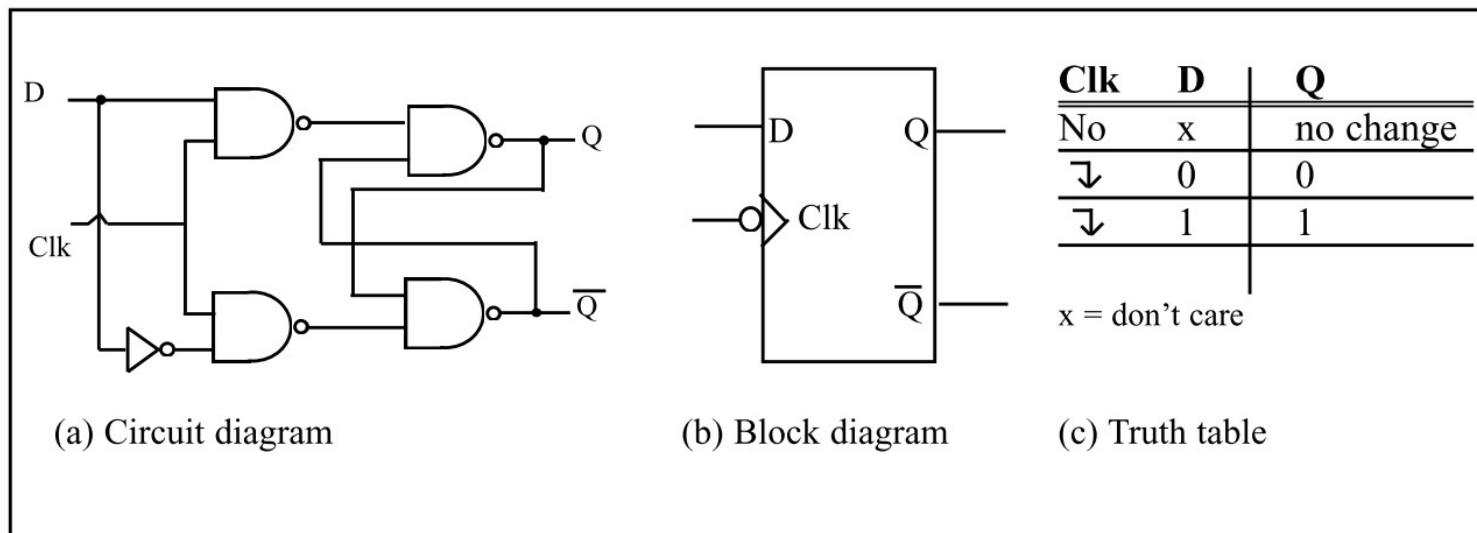 D
Clk
Q
Q̅
(a) Circuit diagram
D
Q
Clk
Q̅
(b) Block diagram
Clk D Q
No x no change
↴ 0 0
↴ 1 1
x = don’t care
(c) Truth table